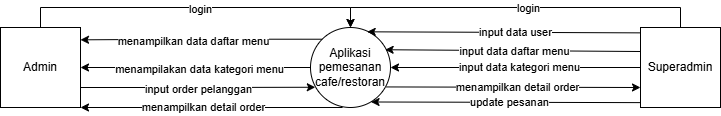 login
login
input data user
menampilkan data daftar menu
input data daftar menu
Admin
Aplikasi
pemesanan
cafe/restoran
Superadmin
menampilakan data kategori menu
input data kategori menu
input order pelanggan
menampilkan detail order
menampilkan detail order
update pesanan